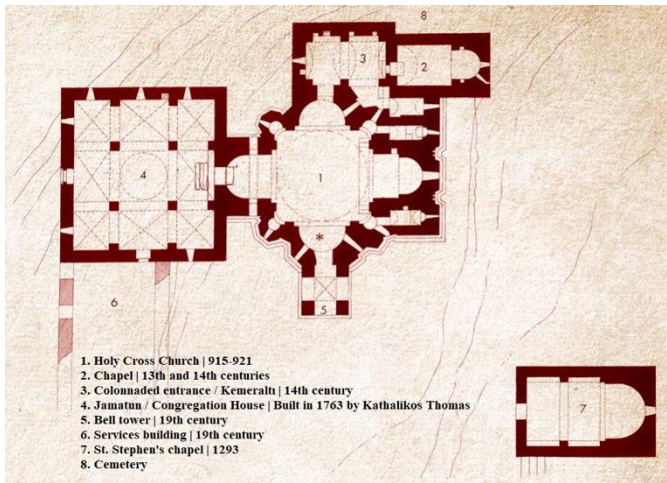 8
3
2
4
1
*
6
5
7
1. Holy Cross Church | 915-921
2. Chapel | 13th and 14th centuries
3. Colonnaded entrance / Kemeraltı | 14th century
4. Jamatun / Congregation House | Built in 1763 by Kathalikos Thomas
5. Bell tower | 19th century
6. Services building | 19th century
7. St. Stephen's chapel | 1293
8. Cemetery